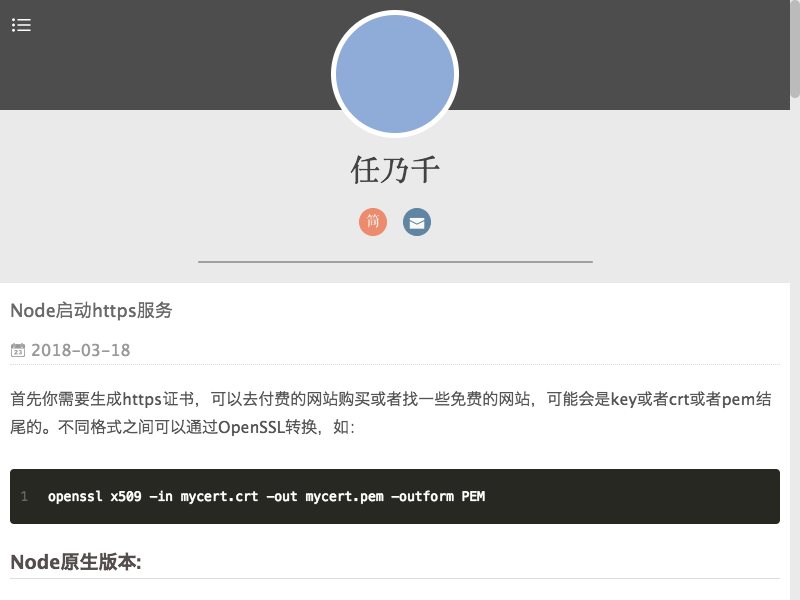 任乃千
简
Node启动https服务
2018-03-18
首先你需要生成https证书，可以去付费的网站购买或者找一些免费的网站，可能会是key或者crt或者pem结
尾的。不同格式之间可以通过OpenSSL转换，如：
1 openssl x509 -in mycert.crt -out mycert.pem -outform PEM
Node原生版本: